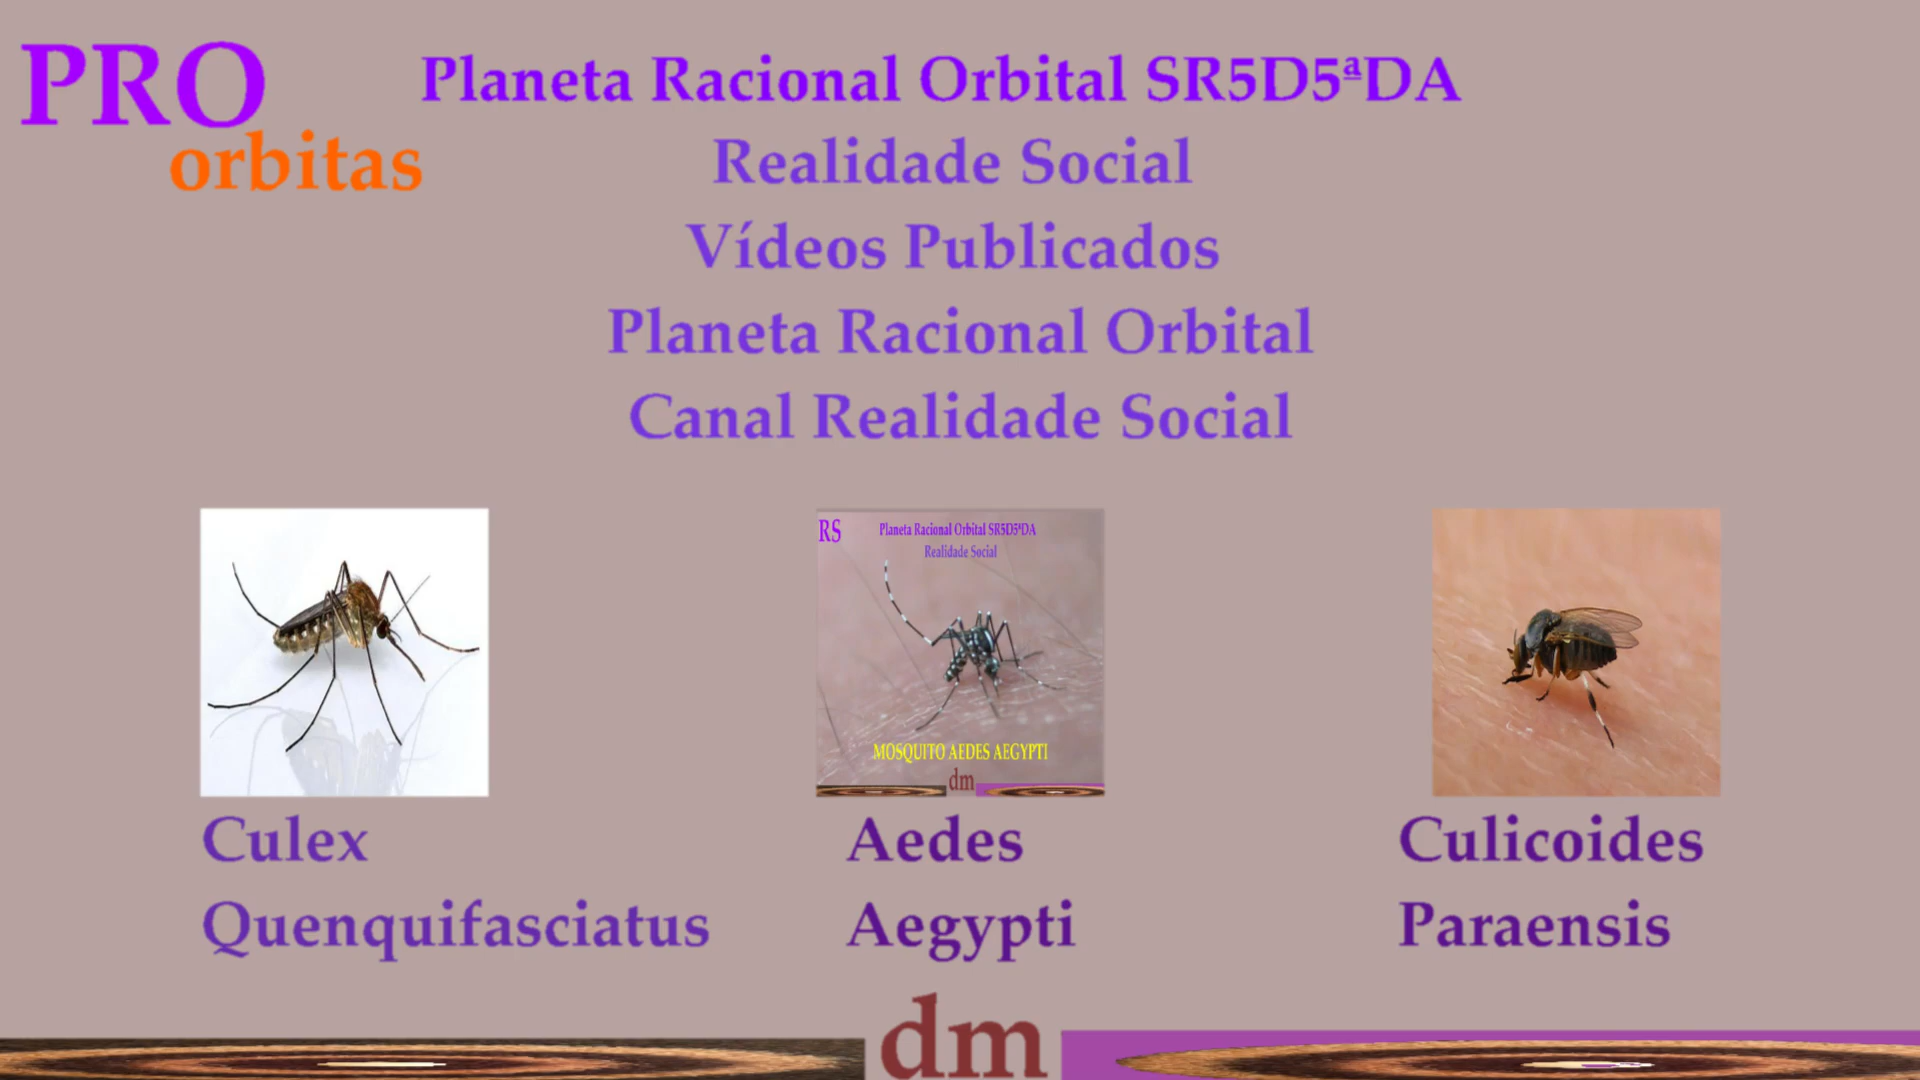 PRO
orbitas
Planeta Racional Orbital SR5D5ªDA
Realidade Social
Vídeos Publicados
Planeta Racional Orbital
Canal Realidade Social
RS
Planeta Racional Orbital SR5D5ªDA
Realidade Social
MOSQUITO AEDES AEGYPTI
dm
Culex
Quenquifasciatus
Aedes
Aegypti
Culicoides
Paraensis
dm